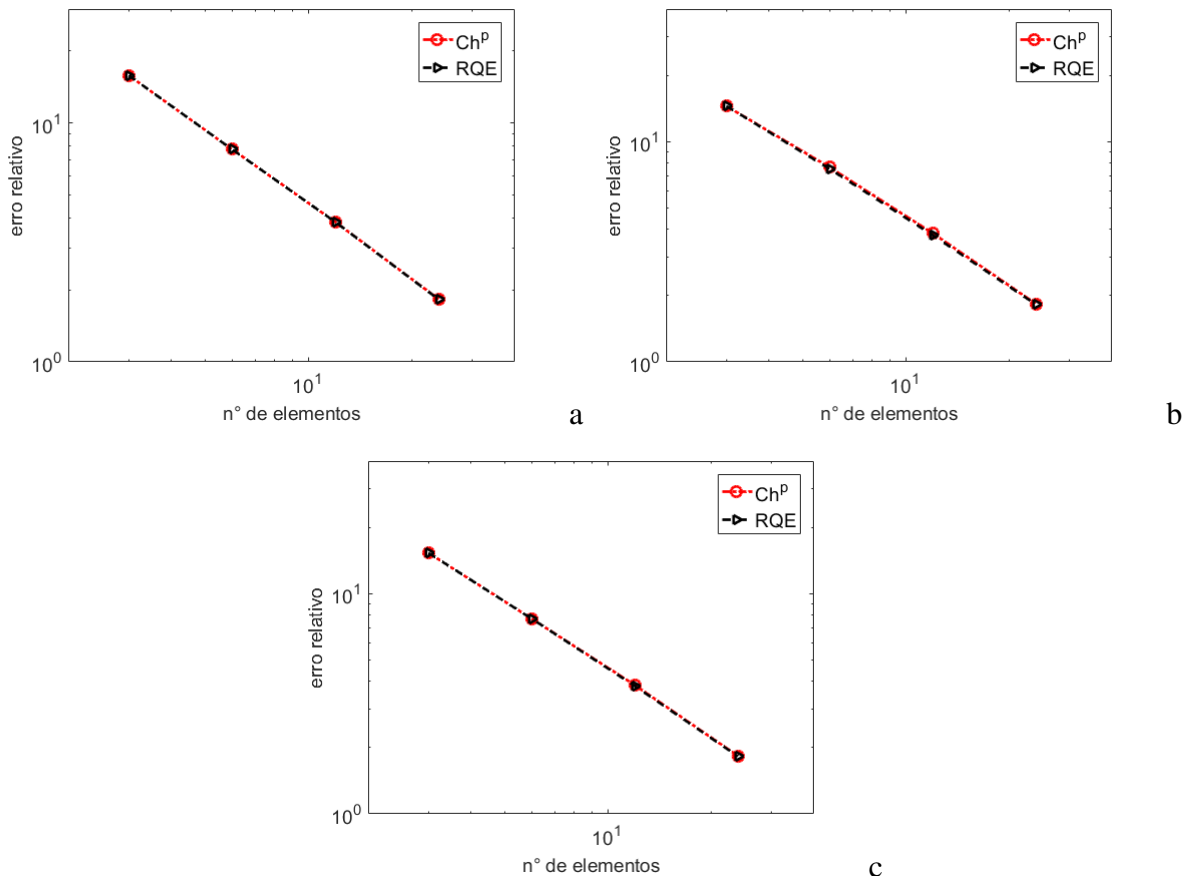 Ch^p
RQE
10^1
10^0
erro relativo
10^1
n° de elementos
a
Ch^p
RQE
10^1
10^0
erro relativo
10^1
n° de elementos
b
Ch^p
RQE
10^1
10^0
erro relativo
10^1
n° de elementos
c